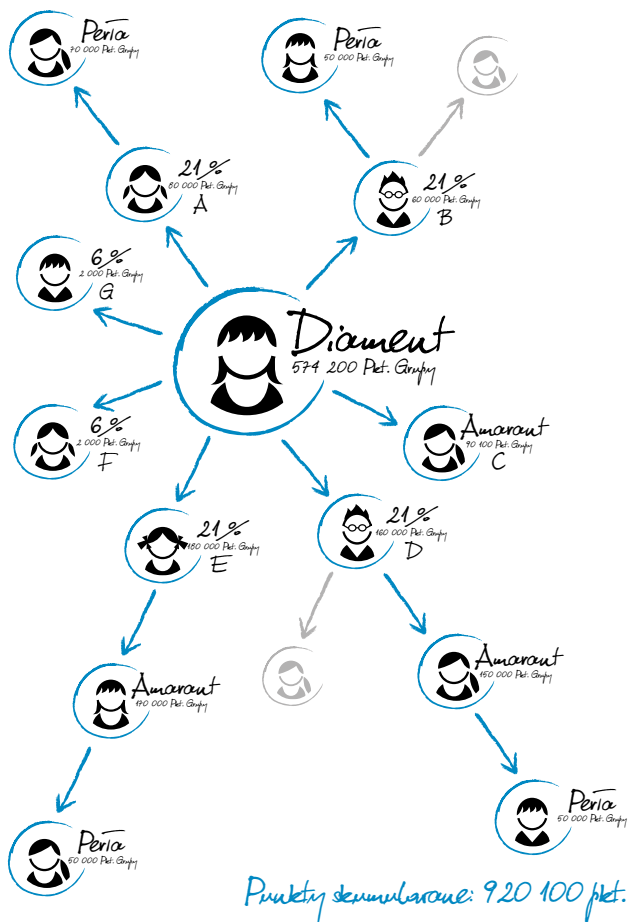 Perła
70 000 Pkt. Grupy
Perła
50 000 Pkt. Grupy
21%
80 000 Pkt. Grupy
A
21%
60 000 Pkt. Grupy
B
6%
2 000 Pkt. Grupy
G
Diament
574 200 Pkt. Grupy
6%
2 000 Pkt. Grupy
F
Amarant
90 100 Pkt. Grupy
C
21%
180 000 Pkt. Grupy
E
21%
160 000 Pkt. Grupy
D
Amarant
170 000 Pkt. Grupy
Amarant
150 000 Pkt. Grupy
Perła
50 000 Pkt. Grupy
Perła
50 000 Pkt. Grupy
Punkty skumulowane: 920 100 pkt.